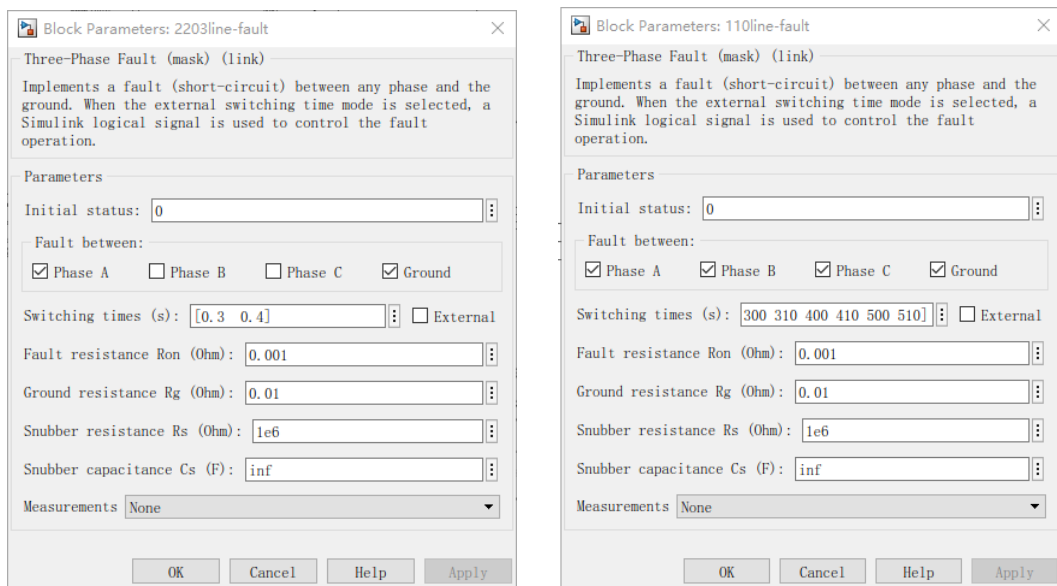 Block Parameters: 2203line-fault
Three-Phase Fault (mask) (link)
Implements a fault (short-circuit) between any phase and the
ground. When the external switching time mode is selected, a
Simulink logical signal is used to control the fault
operation.
Parameters
Initial status: 0
Fault between:
Phase A Phase B Phase C Ground
Switching times (s): [0.3 0.4] External
Fault resistance Ron (Ohm): 0.001
Ground resistance Rg (Ohm): 0.01
Snubber resistance Rs (Ohm): 1e6
Snubber capacitance Cs (F): inf
Measurements None
OK Cancel Help Apply
Block Parameters: 110line-fault
Three-Phase Fault (mask) (link)
Implements a fault (short-circuit) between any phase and the
ground. When the external switching time mode is selected, a
Simulink logical signal is used to control the fault
operation.
Parameters
Initial status: 0
Fault between:
Phase A Phase B Phase C Ground
Switching times (s): 300 310 400 410 500 510] External
Fault resistance Ron (Ohm): 0.001
Ground resistance Rg (Ohm): 0.01
Snubber resistance Rs (Ohm): 1e6
Snubber capacitance Cs (F): inf
Measurements None
OK Cancel Help Apply